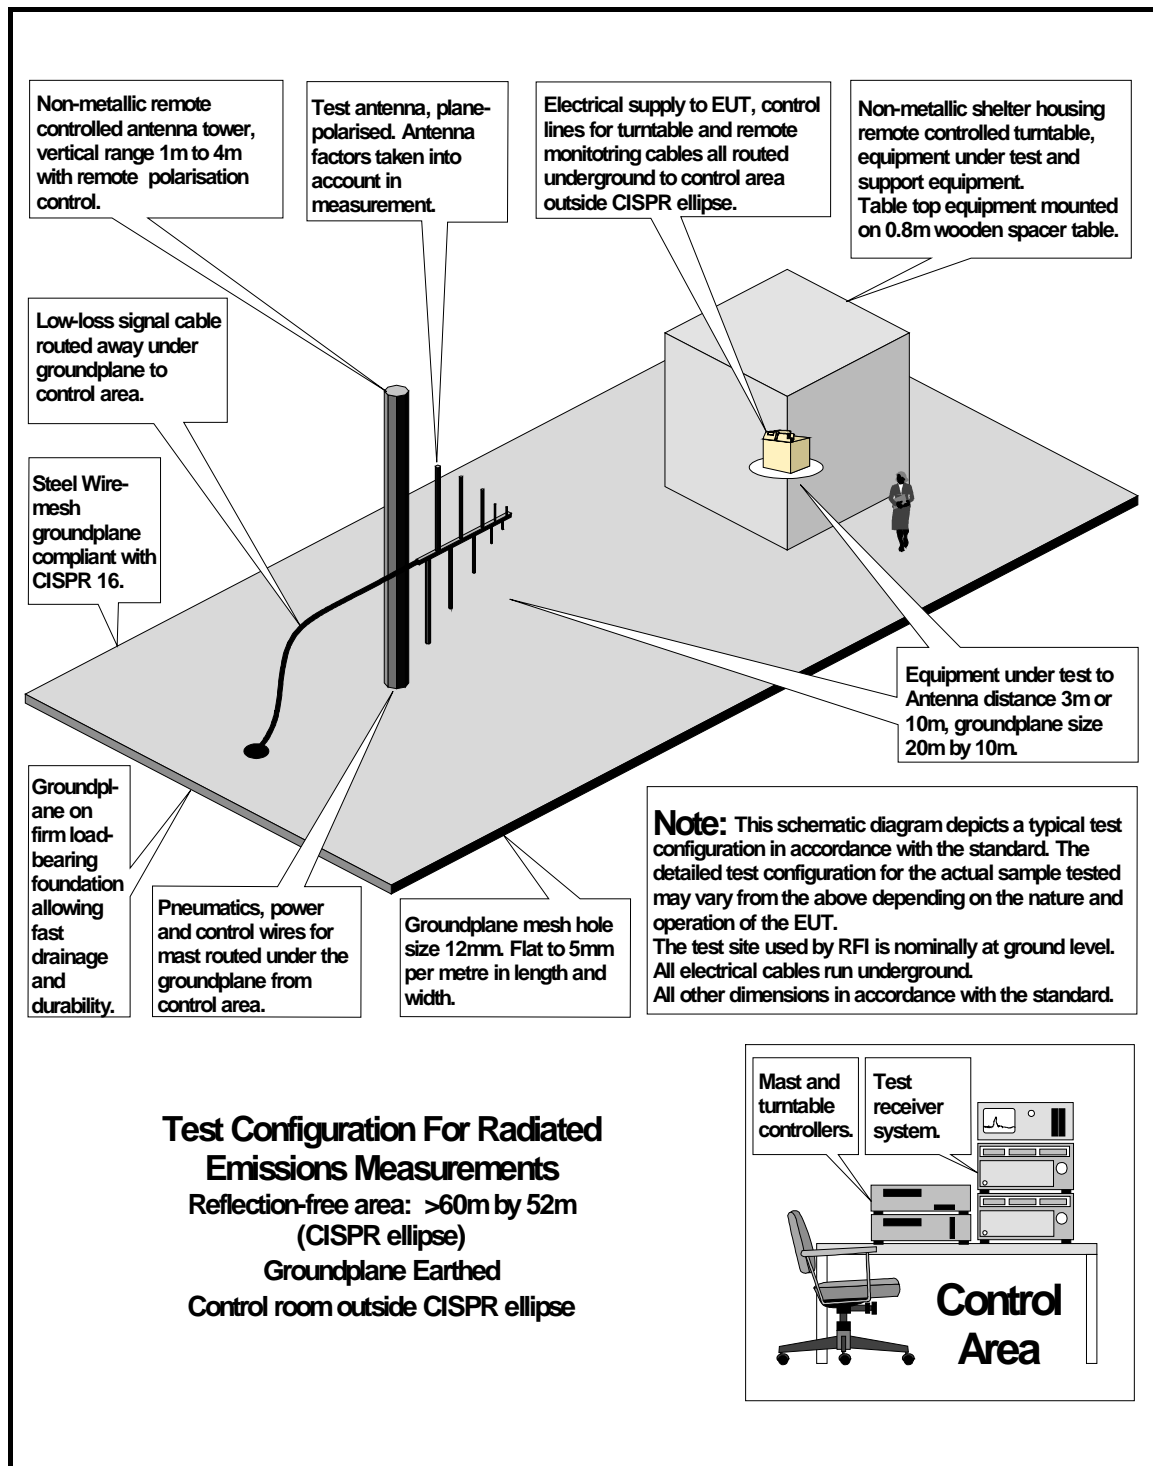 Non-metallic remote
controlled antenna tower,
vertical range 1m to 4m
with remote polarisation
control.
Test antenna, plane-
polarised. Antenna
factors taken into
account in
measurement.
Electrical supply to EUT, control
lines for turntable and remote
monitotring cables all routed
underground to control area
outside CISPR ellipse.
Non-metallic shelter housing
remote controlled turntable,
equipment under test and
support equipment.
Table top equipment mounted
on 0.8m wooden spacer table.
Low-loss signal cable
routed away under
groundplane to
control area.
Steel Wire-
mesh
groundplane
compliant with
CISPR 16.
Equipment under test to
Antenna distance 3m or
10m, groundplane size
20m by 10m.
Groundpl-
ane on
firm load-
bearing
foundation
allowing
fast
drainage
and
durability.
Pneumatics, power
and control wires for
mast routed under the
groundplane from
control area.
Groundplane mesh hole
size 12mm. Flat to 5mm
per metre in length and
width.
Note: This schematic diagram depicts a typical test
configuration in accordance with the standard. The
detailed test configuration for the actual sample tested
may vary from the above depending on the nature and
operation of the EUT.
The test site used by RFI is nominally at ground level.
All electrical cables run underground.
All other dimensions in accordance with the standard.
Test Configuration For Radiated
Emissions Measurements
Reflection-free area: >60m by 52m
(CISPR ellipse)
Groundplane Earthed
Control room outside CISPR ellipse
Mast and
turntable
controllers.
Test
receiver
system.
Control
Area